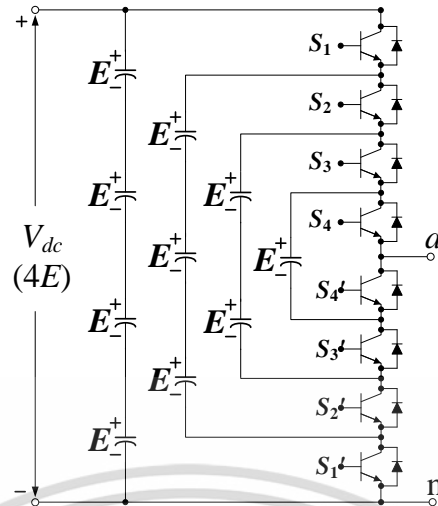 +
S₁
E + −
E + −
S₂
E + −
E + −
S₃
V_dc
(4E)
S₄
a
E + −
E + −
S₄′
E + −
E + −
S₃′
E + −
S₂′
E + −
S₁′
−
n